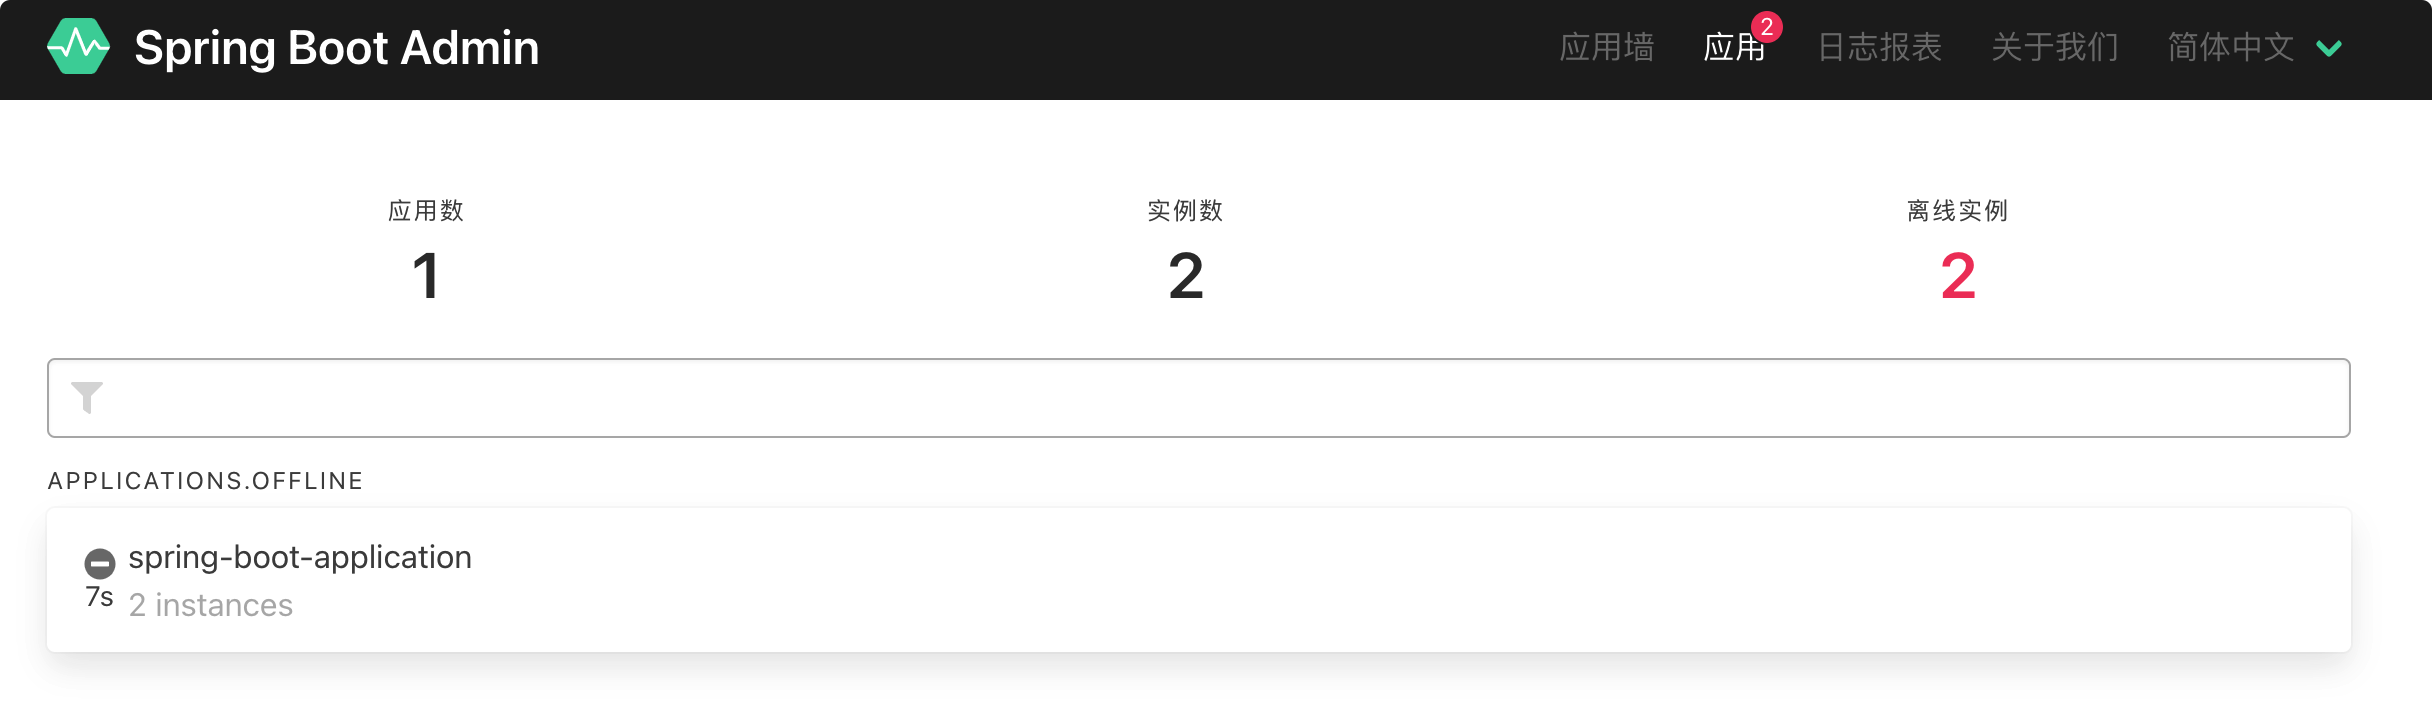 Spring Boot Admin
应用墙 应用 2 日志报表 关于我们 简体中文
应用数 实例数 离线实例
1 2 2
APPLICATIONS.OFFLINE
spring-boot-application
7s 2 instances